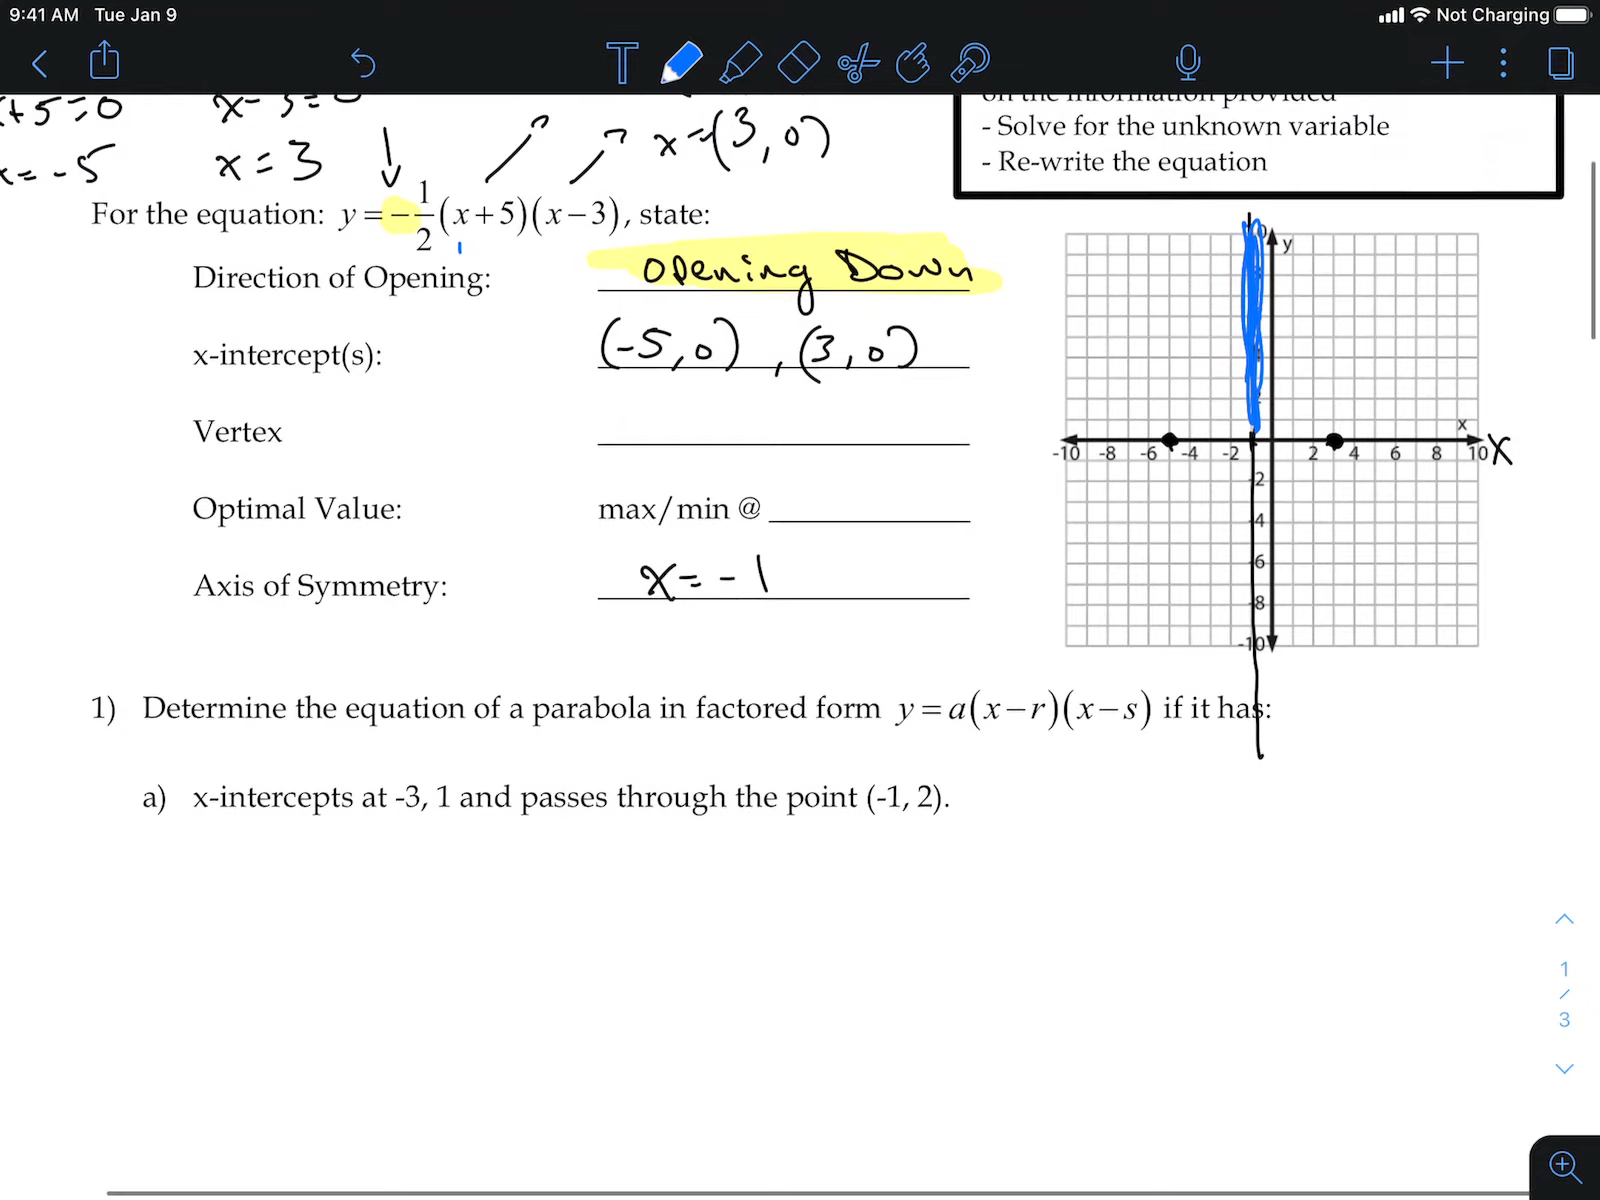 9:41 AM Tue Jan 9
Not Charging
+5=0
x=-5
x=3
x=(3,0)
- Solve for the unknown variable
- Re-write the equation
For the equation: y=-1/2(x+5)(x-3), state:
Direction of Opening: Opening Down
x-intercept(s): (-5,0), (3,0)
Vertex
Optimal Value: max/min @
Axis of Symmetry: x=-1
y
x
X
-10 -8 -6 -4 -2 2 4 6 8 10
-2
-4
-6
-8
-10
1) Determine the equation of a parabola in factored form y=a(x-r)(x-s) if it has:
a) x-intercepts at -3, 1 and passes through the point (-1, 2).
1
/
3